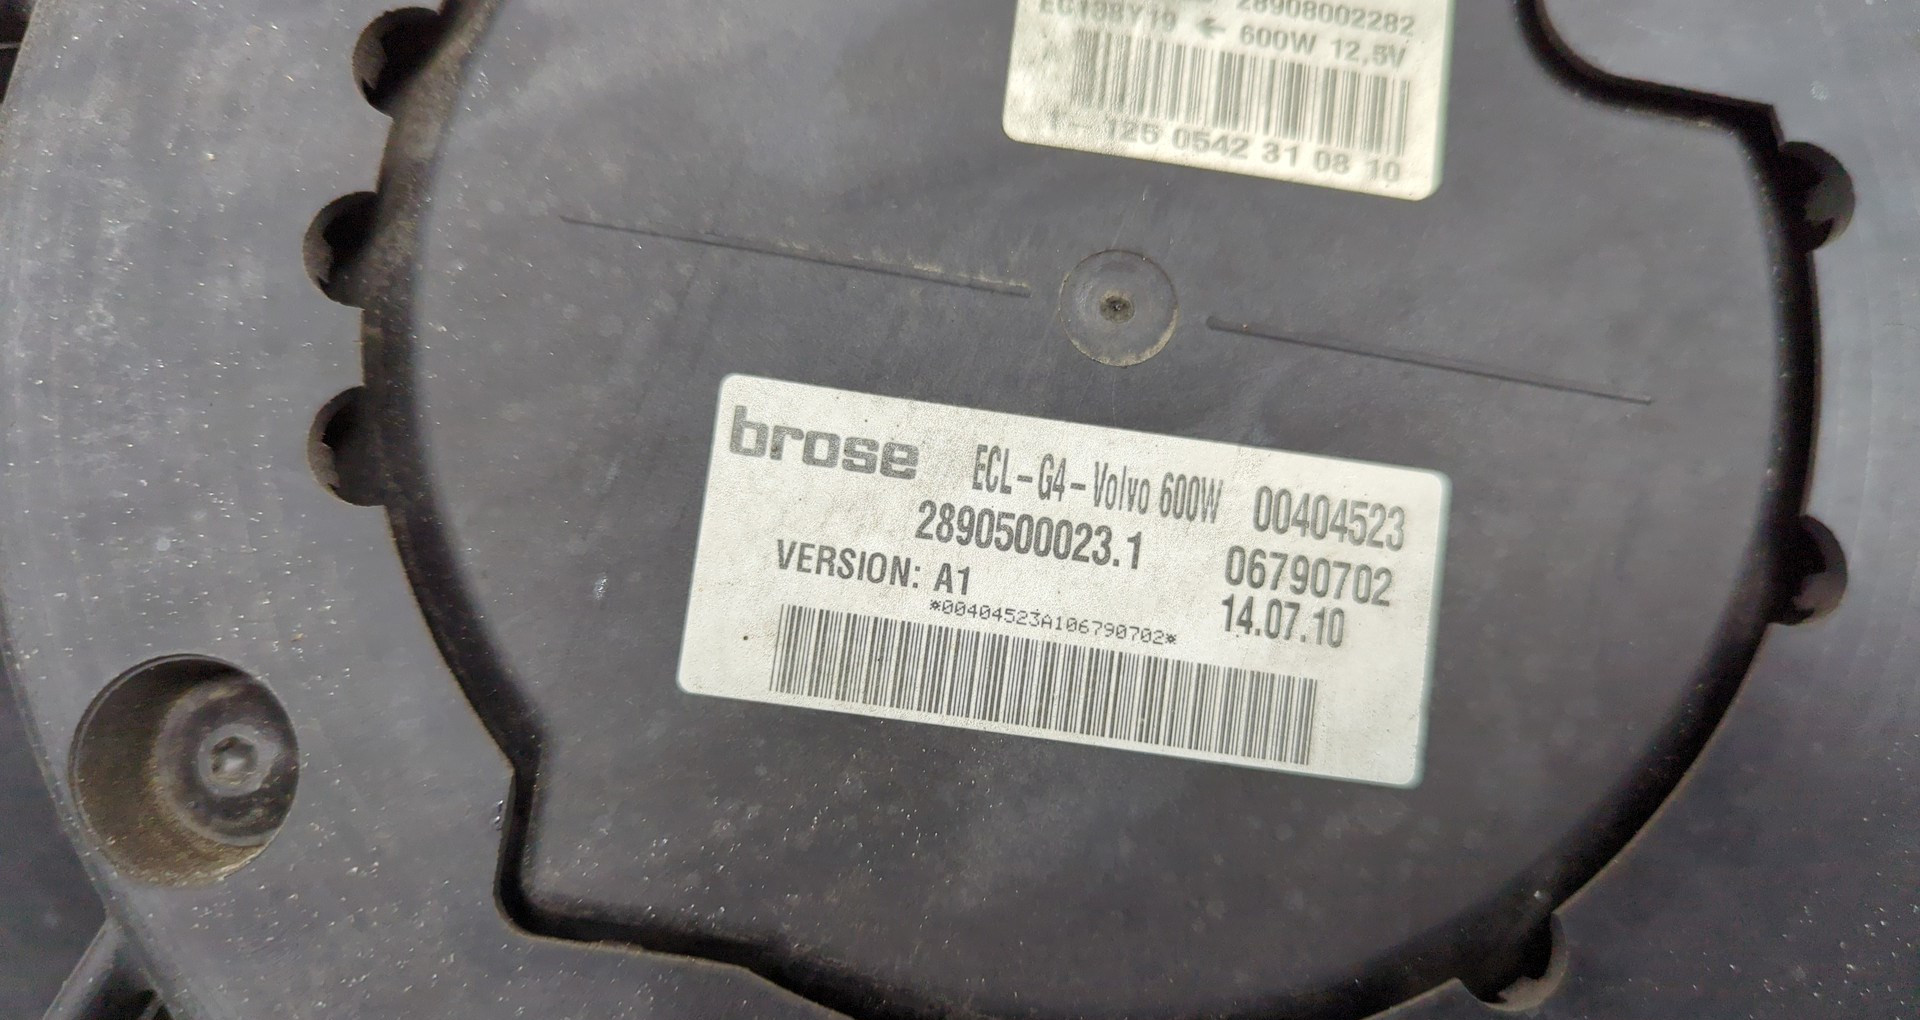 28908002282
← 600W 12,5V
0542 31 08 10
brose ECL-G4-Volvo 600W 00404523
2890500023.1 06790702
VERSION: A1 14.07.10
*00404523A106790702*